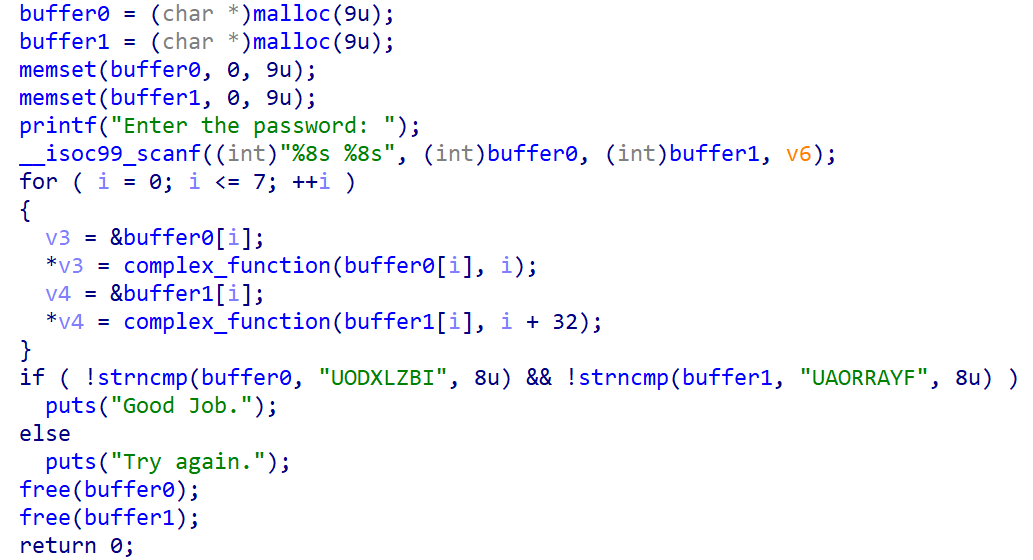 buffer0 = (char *)malloc(9u);
buffer1 = (char *)malloc(9u);
memset(buffer0, 0, 9u);
memset(buffer1, 0, 9u);
printf("Enter the password: ");
__isoc99_scanf((int)"%8s %8s", (int)buffer0, (int)buffer1, v6);
for ( i = 0; i <= 7; ++i )
{
  v3 = &buffer0[i];
  *v3 = complex_function(buffer0[i], i);
  v4 = &buffer1[i];
  *v4 = complex_function(buffer1[i], i + 32);
}
if ( !strncmp(buffer0, "UODXLZBI", 8u) && !strncmp(buffer1, "UAORRAYF", 8u) )
  puts("Good Job.");
else
  puts("Try again.");
free(buffer0);
free(buffer1);
return 0;